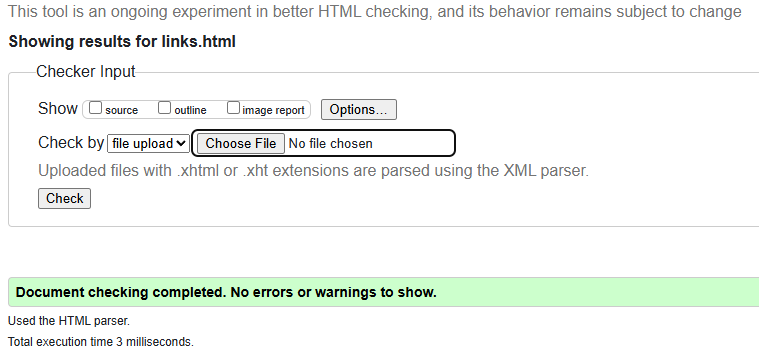 This tool is an ongoing experiment in better HTML checking, and its behavior remains subject to change
Showing results for links.html
Checker Input
Show source outline image report Options...
Check by file upload Choose File No file chosen
Uploaded files with .xhtml or .xht extensions are parsed using the XML parser.
Check
Document checking completed. No errors or warnings to show.
Used the HTML parser.
Total execution time 3 milliseconds.